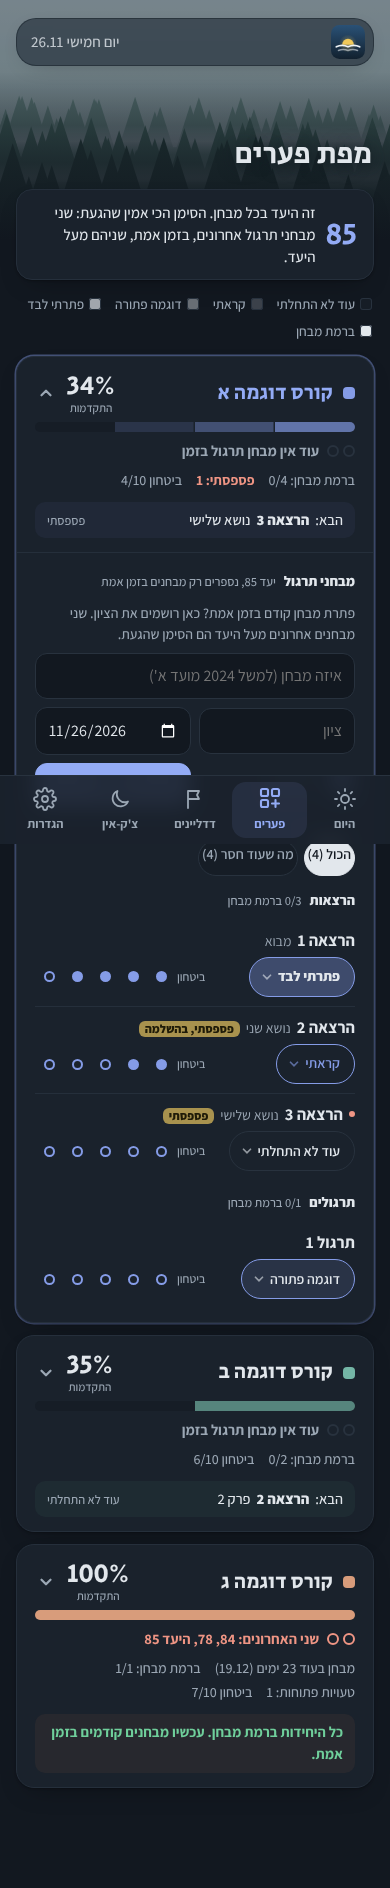 יום חמישי 26.11
מפת פערים
85
זה היעד בכל מבחן. הסימן הכי אמין שהגעת: שני
מבחני תרגול אחרונים, בזמן אמת, שניהם מעל
היעד.
עוד לא התחלתי קראתי דוגמה פתורה פתרתי לבד
ברמת מבחן
קורס דוגמה א 34%
התקדמות
עוד אין מבחן תרגול בזמן
ברמת מבחן: 0/4 פספסתי: 1 ביטחון 4/10
הבא: הרצאה 3 נושא שלישי פספסתי
מבחני תרגול יעד 85, נספרים רק מבחנים בזמן אמת
פתרת מבחן קודם בזמן אמת? כאן רושמים את הציון. שני
מבחנים אחרונים מעל היעד הם הסימן שהגעת.
איזה מבחן (למשל 2024 מועד א')
ציון 11/26/2026
היום פערים דדליינים צ'ק-אין הגדרות
הכול (4) מה שעוד חסר (4)
הרצאות 0/3 ברמת מבחן
הרצאה 1 מבוא
פתרתי לבד ביטחון
הרצאה 2 נושא שני פספסתי, בהשלמה
קראתי ביטחון
הרצאה 3 נושא שלישי פספסתי
עוד לא התחלתי ביטחון
תרגולים 0/1 ברמת מבחן
תרגול 1
דוגמה פתורה ביטחון
קורס דוגמה ב 35%
התקדמות
עוד אין מבחן תרגול בזמן
ברמת מבחן: 0/2 ביטחון 6/10
הבא: הרצאה 2 פרק 2 עוד לא התחלתי
קורס דוגמה ג 100%
התקדמות
שני האחרונים: 84, 78, היעד 85
מבחן בעוד 23 ימים (19.12) ברמת מבחן: 1/1
טעויות פתוחות: 1 ביטחון 7/10
כל היחידות ברמת מבחן. עכשיו מבחנים קודמים בזמן
אמת.